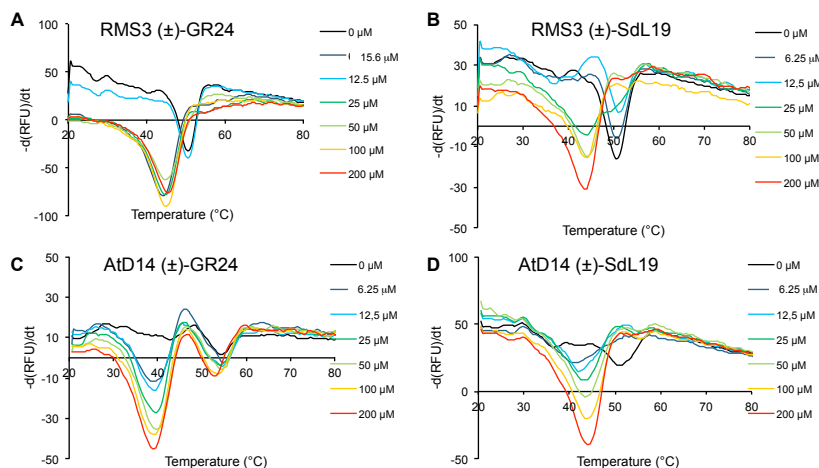 A RMS3 (±)-GR24
100
50
0
-50
-100
20 40 60 80
-d(RFU)/dt
Temperature (°C)
0 µM
15.6 µM
12.5 µM
25 µM
50 µM
100 µM
200 µM
B RMS3 (±)-SdL19
50
30
10
-10
-30
-50
20 30 40 50 60 70 80
-d(RFU)/dt
Temperature (°C)
0 µM
6.25 µM
12,5 µM
25 µM
50 µM
100 µM
200 µM
C AtD14 (±)-GR24
50
30
10
-10
-30
-50
20 30 40 50 60 70 80
-d(RFU)/dt
Temperature (°C)
0 µM
6.25 µM
12,5 µM
25 µM
50 µM
100 µM
200 µM
D AtD14 (±)-SdL19
100
50
0
-50
20 30 40 50 60 70 80
-d(RFU)/dt
Temperature (°C)
0 µM
6.25 µM
12,5 µM
25 µM
50 µM
100 µM
200 µM